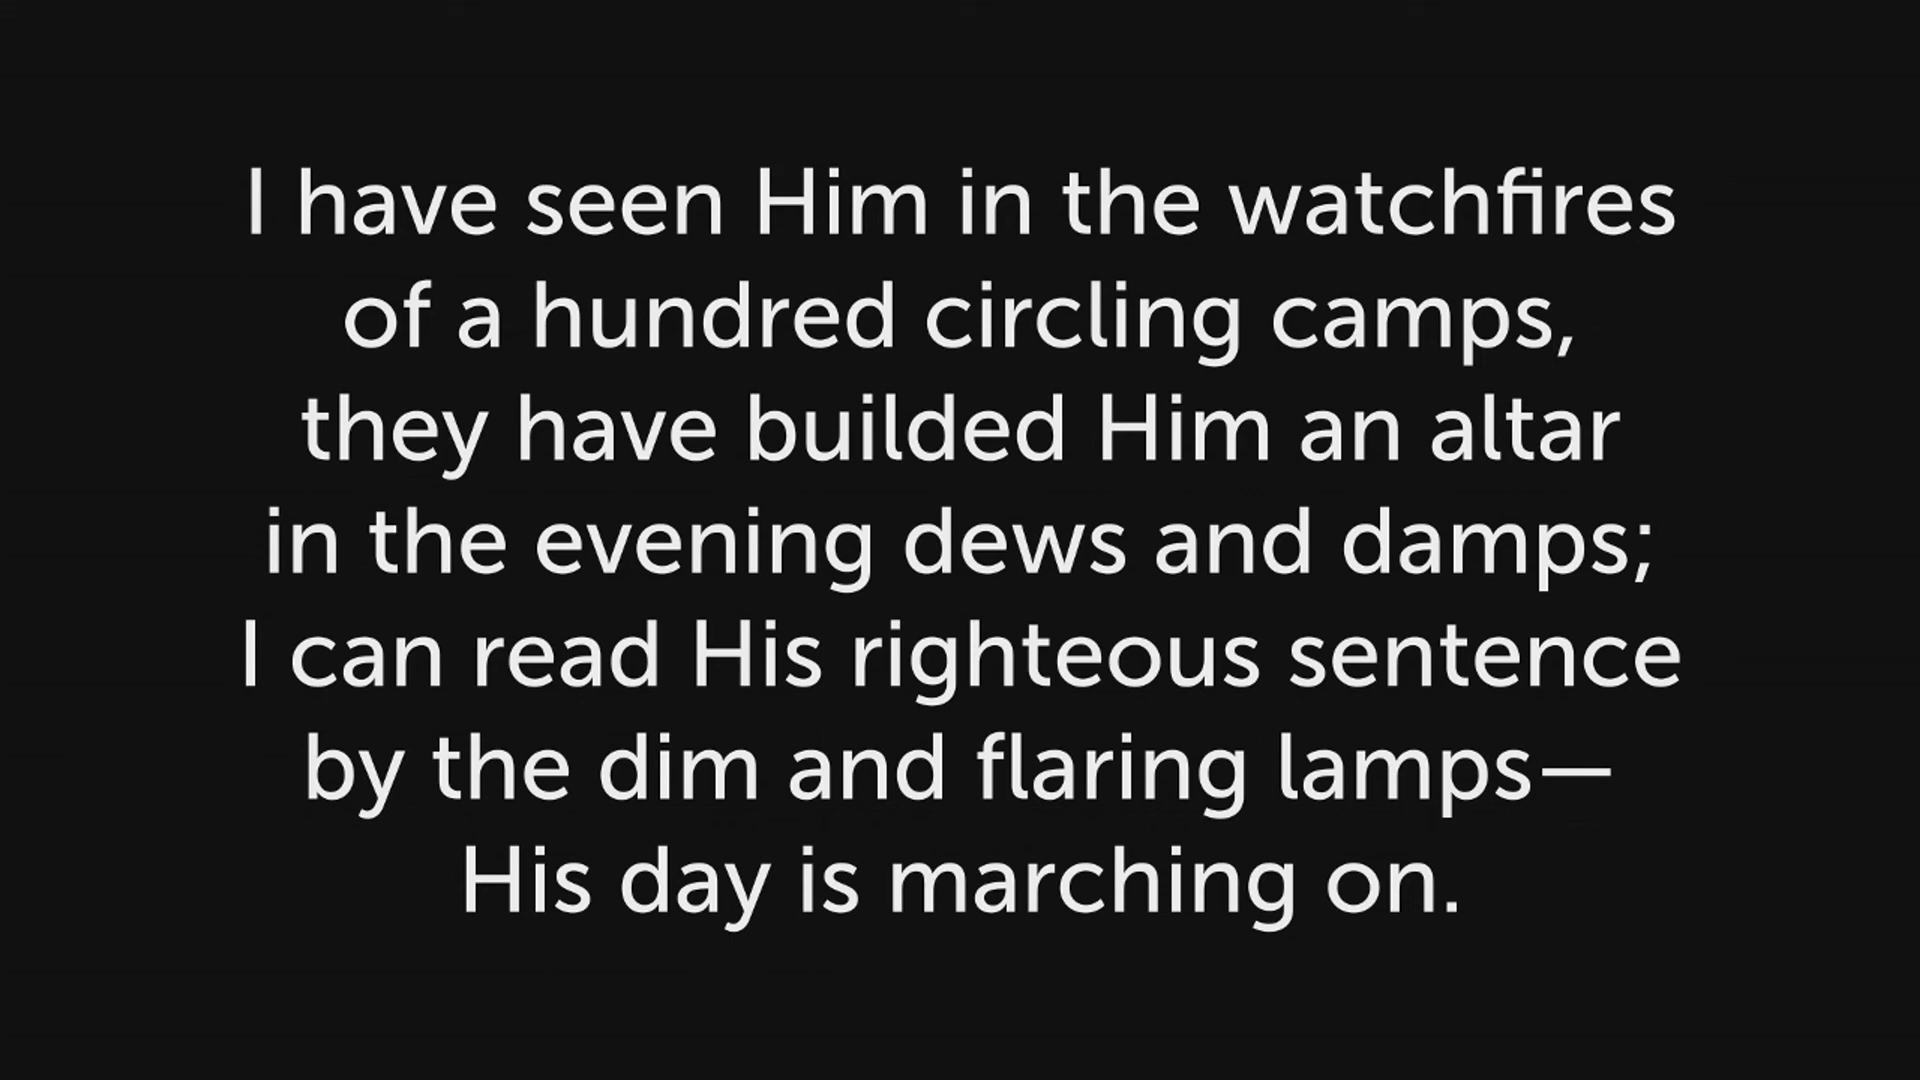 I have seen Him in the watchfires
of a hundred circling camps,
they have builded Him an altar
in the evening dews and damps;
I can read His righteous sentence
by the dim and flaring lamps—
His day is marching on.